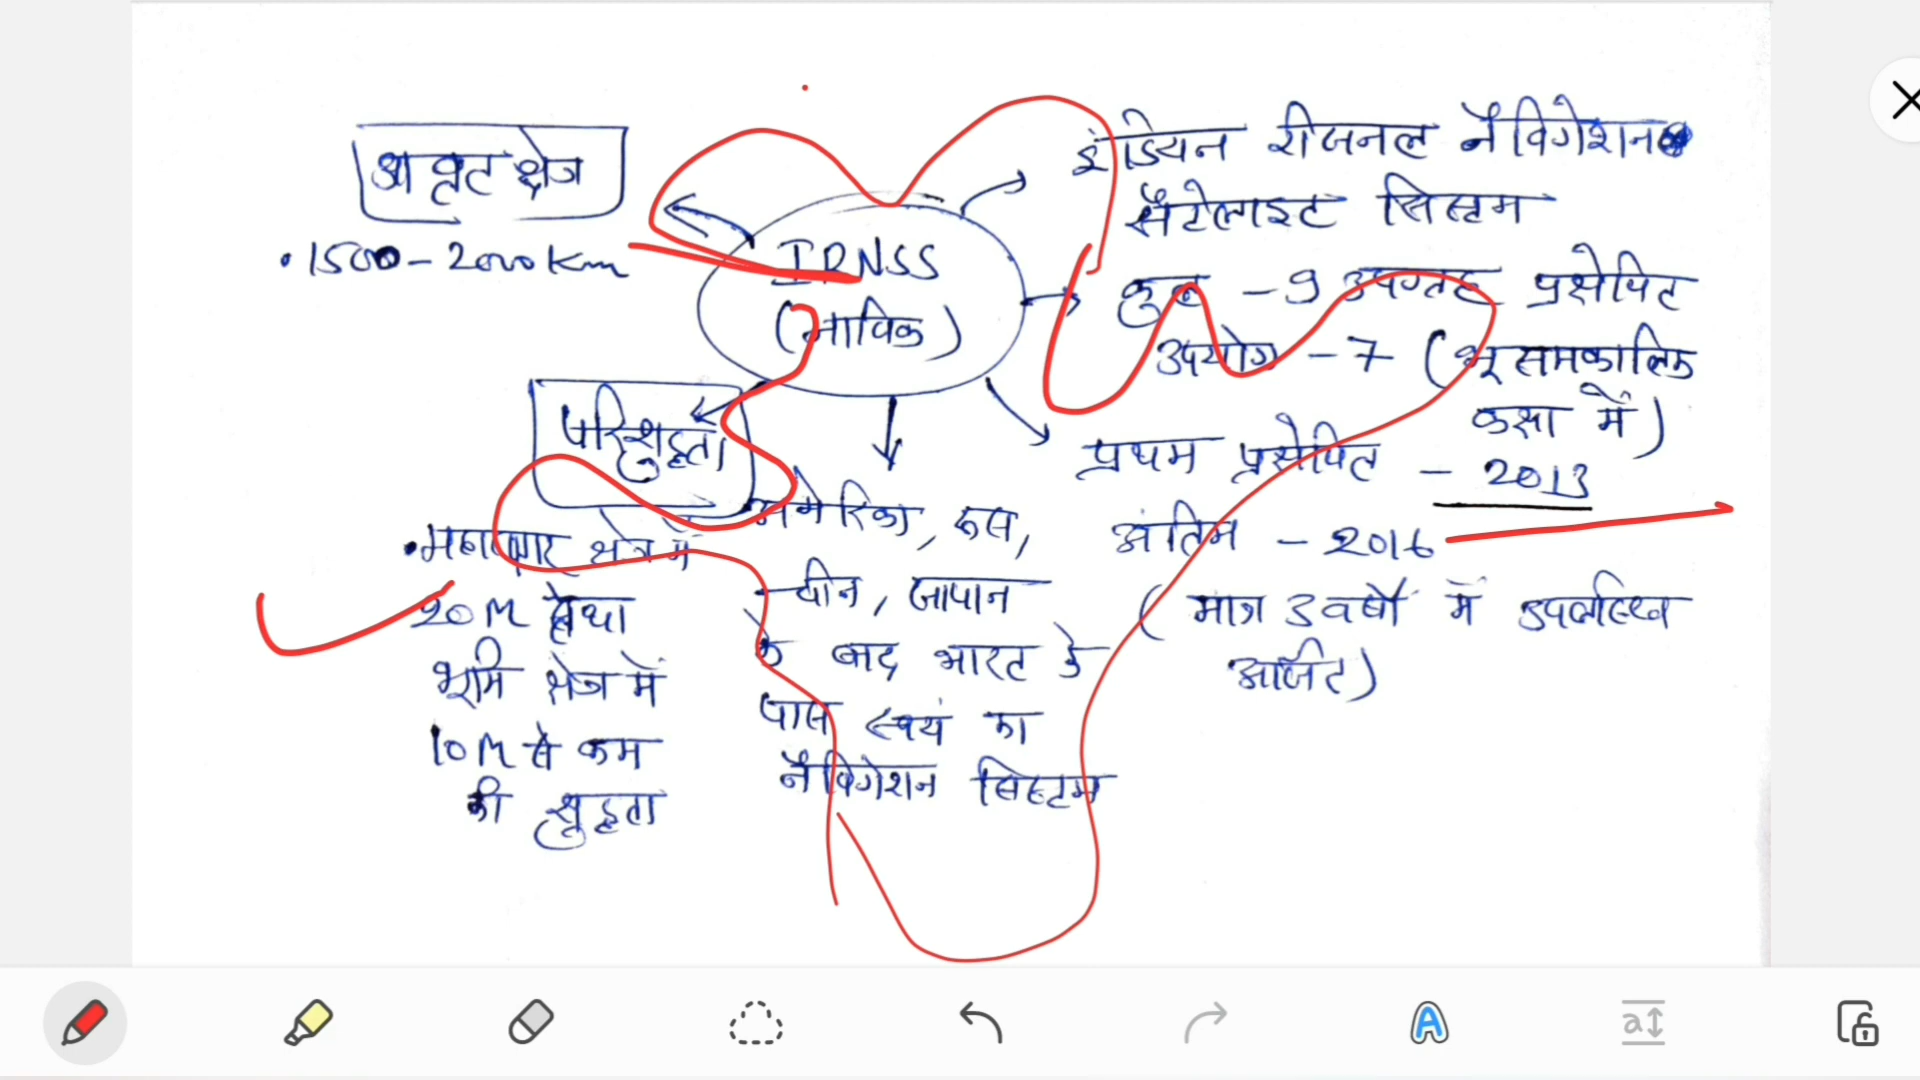 आवृत क्षेत्र
• 1500 - 2000 Km
IRNSS
(नाविक)
इंडियन रीजनल नेविगेशन
सैटेलाइट सिस्टम
कुल - 9 उपग्रह प्रक्षेपित
उपयोग - 7 (भू समकालिक
कक्षा में)
प्रथम प्रक्षेपित - 2013
अंतिम - 2016
(मात्र 3 वर्षों में उपलब्धि
अर्जित)
अमेरिका, रूस,
चीन, जापान
के बाद भारत के
पास स्वयं का
नेविगेशन सिस्टम
परिशुद्धता
• महासागर क्षेत्र में
20 M तथा
भूमि क्षेत्र में
10 M से कम
की शुद्धता
A
a